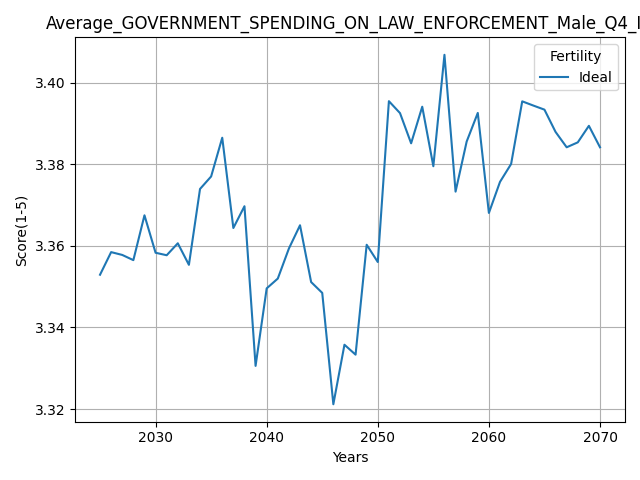 Average_GOVERNMENT_SPENDING_ON_LAW_ENFORCEMENT_Male_Q4_I
Fertility
Ideal
Score(1-5)
3.40
3.38
3.36
3.34
3.32
2030 2040 2050 2060 2070
Years